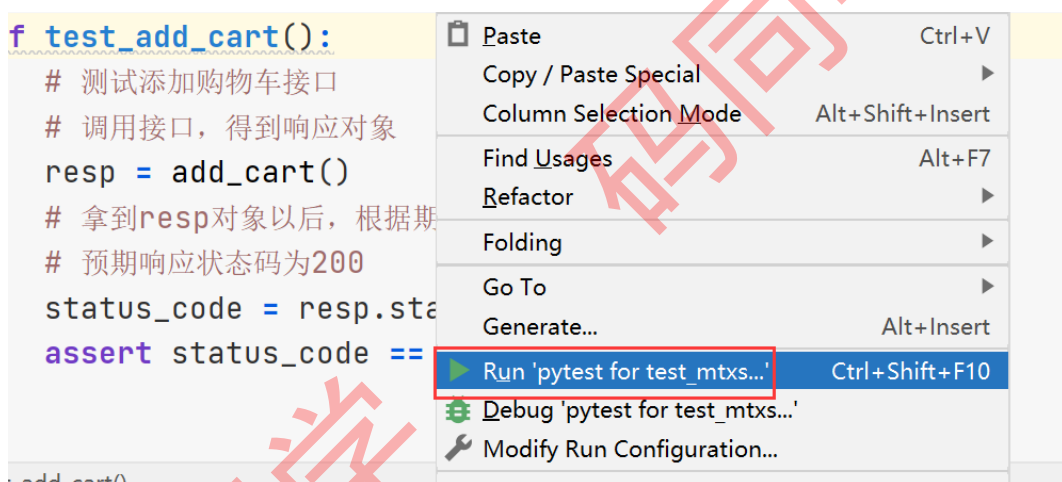 f test_add_cart():
# 测试添加购物车接口
# 调用接口，得到响应对象
resp = add_cart()
# 拿到resp对象以后，根据期
# 预期响应状态码为200
status_code = resp.sta
assert status_code ==
Paste Ctrl+V
Copy / Paste Special
Column Selection Mode Alt+Shift+Insert
Find Usages Alt+F7
Refactor
Folding
Go To
Generate... Alt+Insert
Run 'pytest for test_mtxs...' Ctrl+Shift+F10
Debug 'pytest for test_mtxs...'
Modify Run Configuration...
码同学